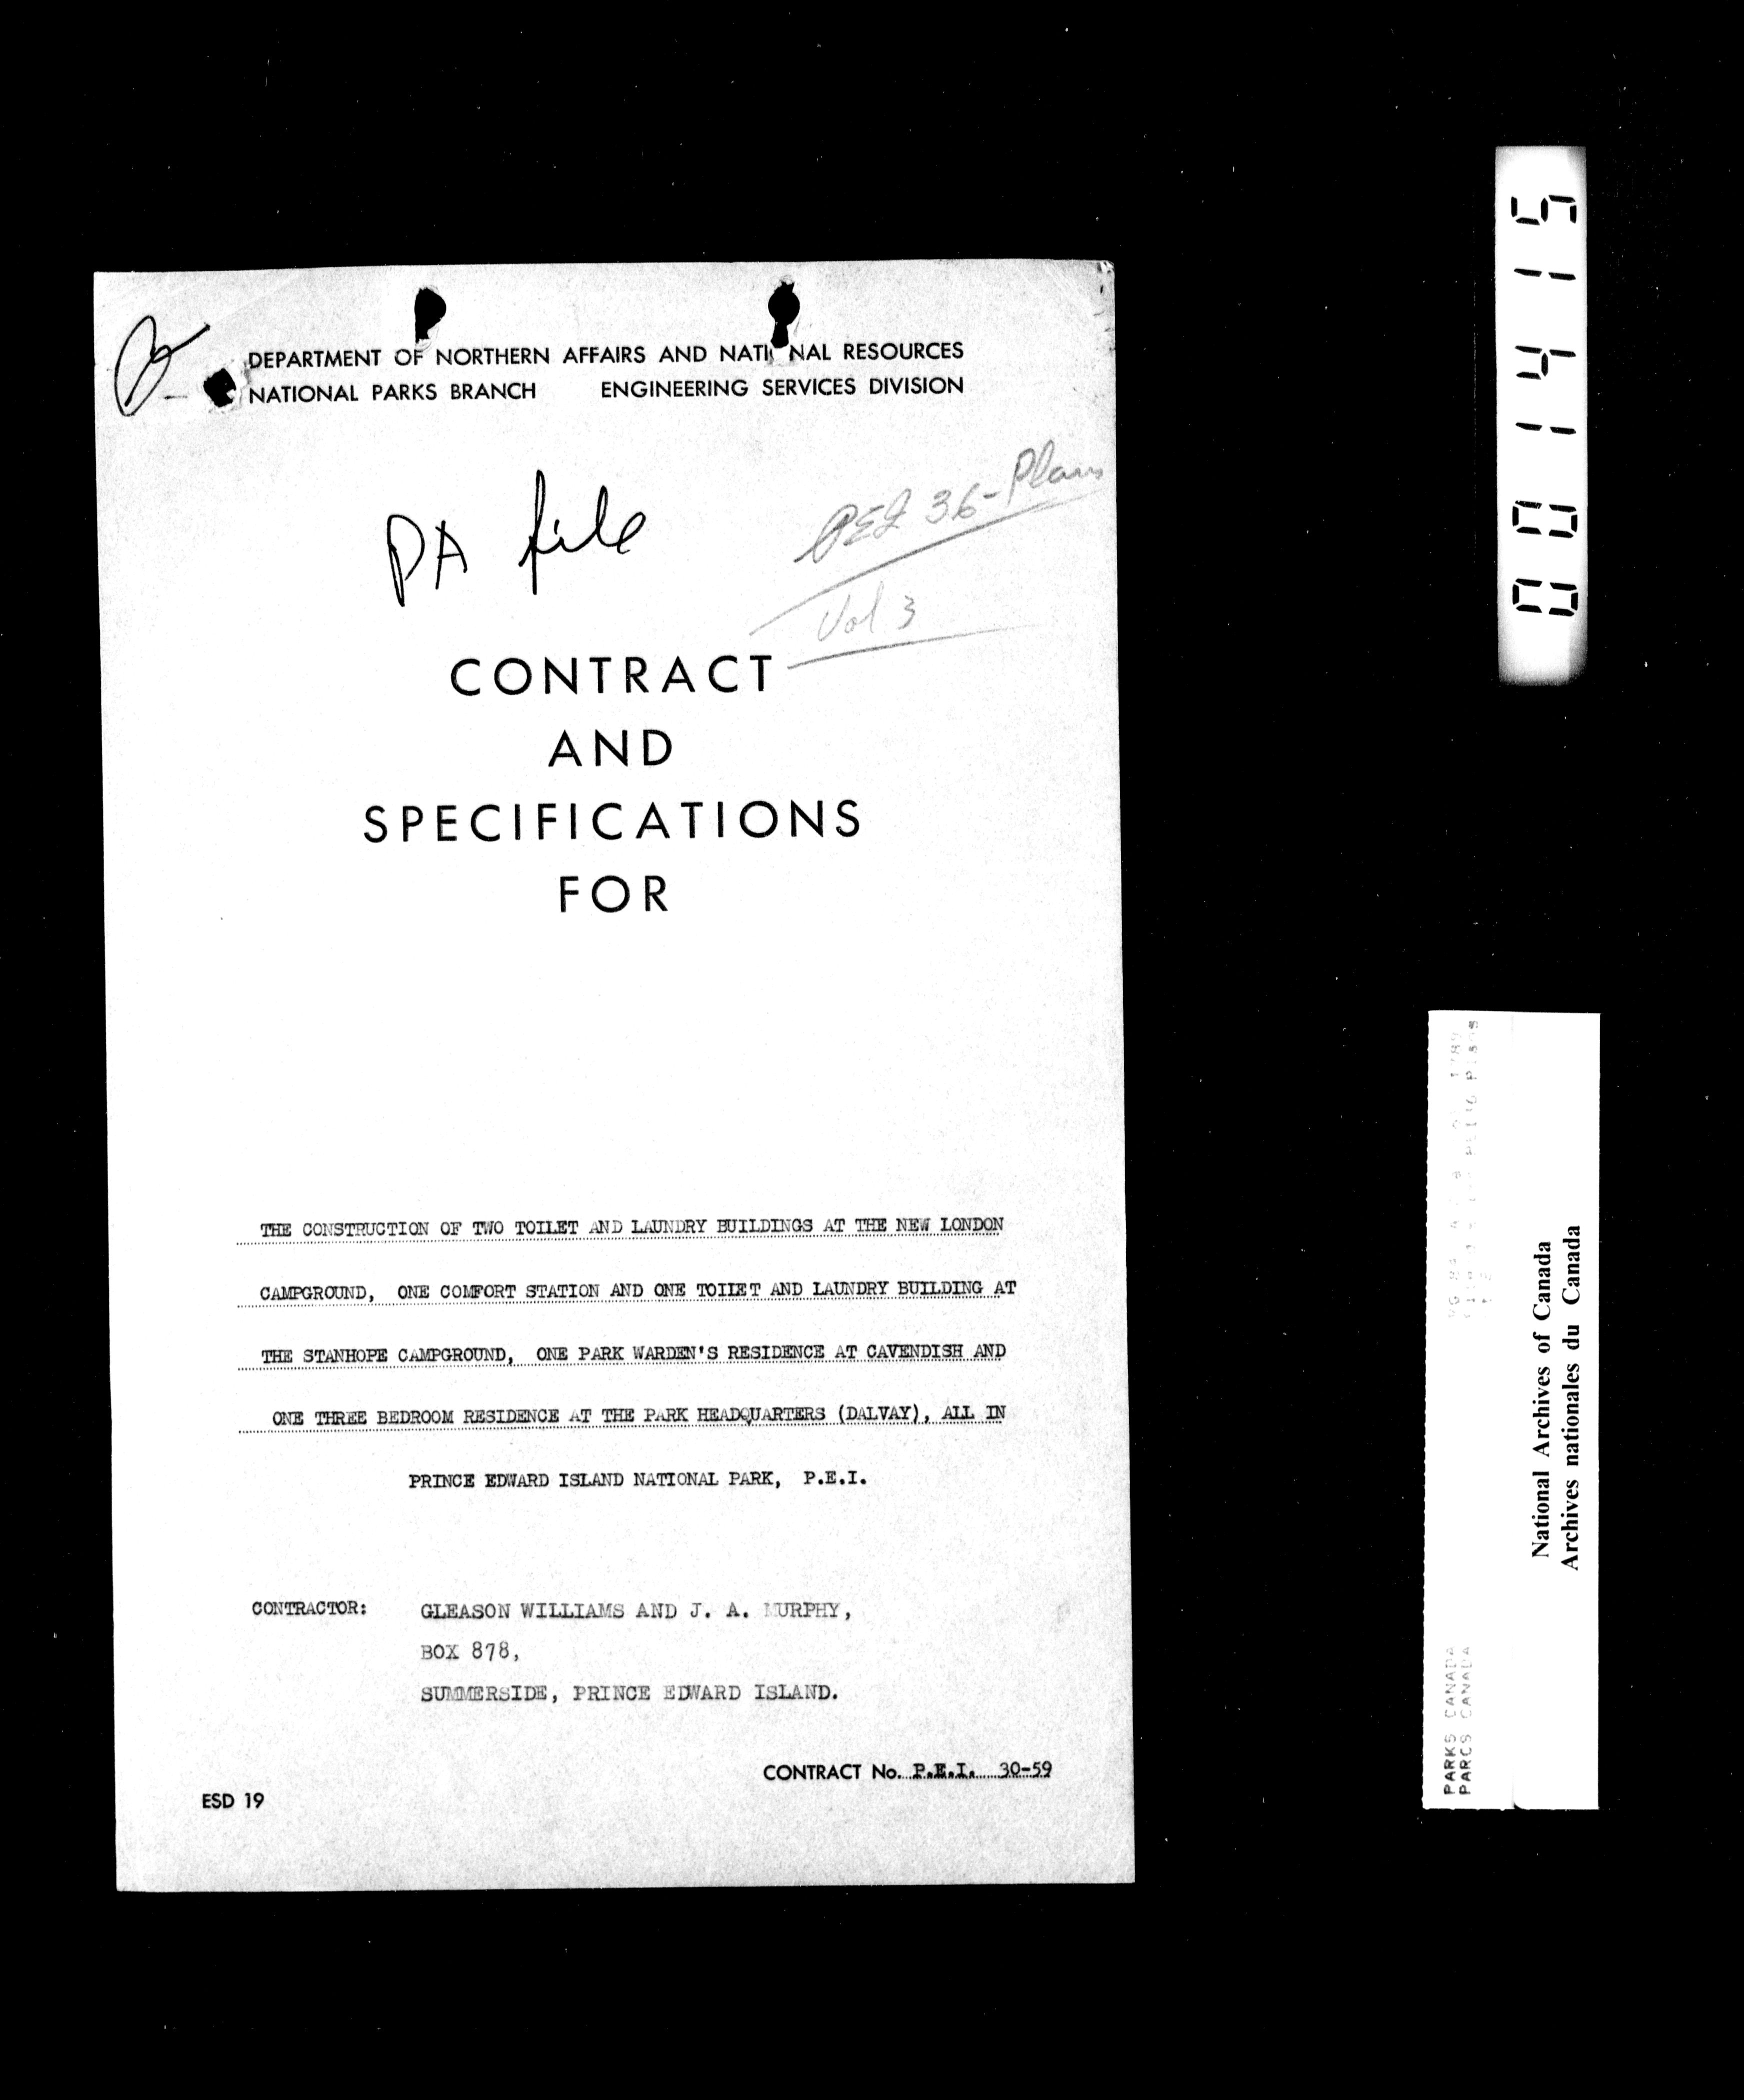 DEPARTMENT OF NORTHERN AFFAIRS AND NATI NAL RESOURCES
NATIONAL PARKS BRANCH ENGINEERING SERVICES DIVISION
PA file
PEI 36-Plans
Vol 3
CONTRACT
AND
SPECIFICATIONS
FOR
THE CONSTRUCTION OF TWO TOILET AND LAUNDRY BUILDINGS AT THE NEW LONDON
CAMPGROUND, ONE COMFORT STATION AND ONE TOILET AND LAUNDRY BUILDING AT
THE STANHOPE CAMPGROUND, ONE PARK WARDEN'S RESIDENCE AT CAVENDISH AND
ONE THREE BEDROOM RESIDENCE AT THE PARK HEADQUARTERS (DALVAY), ALL IN
PRINCE EDWARD ISLAND NATIONAL PARK, P.E.I.
CONTRACTOR: GLEASON WILLIAMS AND J. A. MURPHY,
BOX 878,
SUMMERSIDE, PRINCE EDWARD ISLAND.
CONTRACT No. P.E.I. 30-59
ESD 19
001415
PARKS CANADA
PARCS CANADA
National Archives of Canada
Archives nationales du Canada